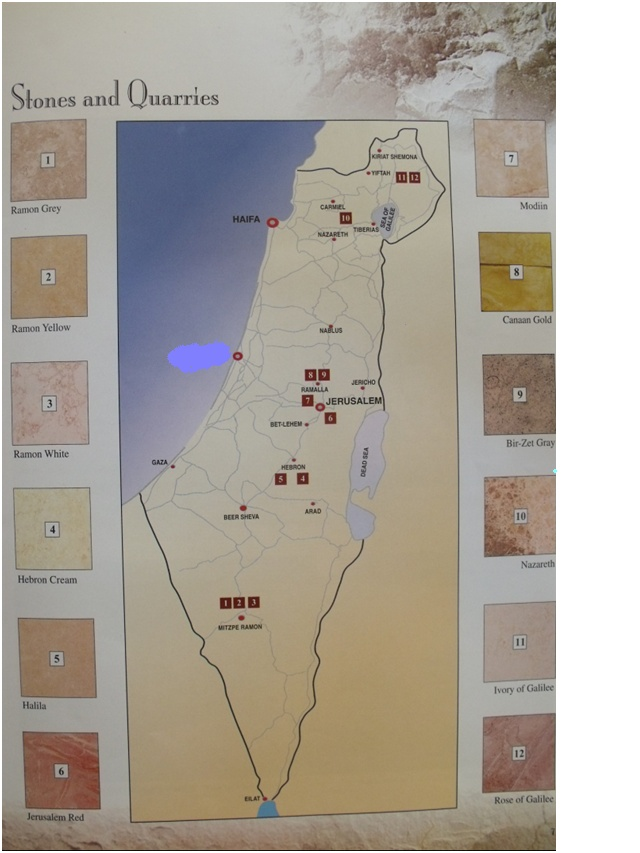 Stones and Quarries
1
Ramon Grey
2
Ramon Yellow
3
Ramon White
4
Hebron Cream
5
Halila
6
Jerusalem Red
KIRIAT SHEMONA
YIFTAH
11 12
CARMIEL
10
SEA OF
GALILEE
HAIFA
TIBERIAS
NAZARETH
NABLUS
8 9
RAMALLA
JERICHO
7
JERUSALEM
6
BET-LEHEM
GAZA
HEBRON
5 4
DEAD SEA
BEER SHEVA
ARAD
1 2 3
MITZPE RAMON
EILAT
7
Modiin
8
Canaan Gold
9
Bir-Zet Gray
10
Nazareth
11
Ivory of Galilee
12
Rose of Galilee